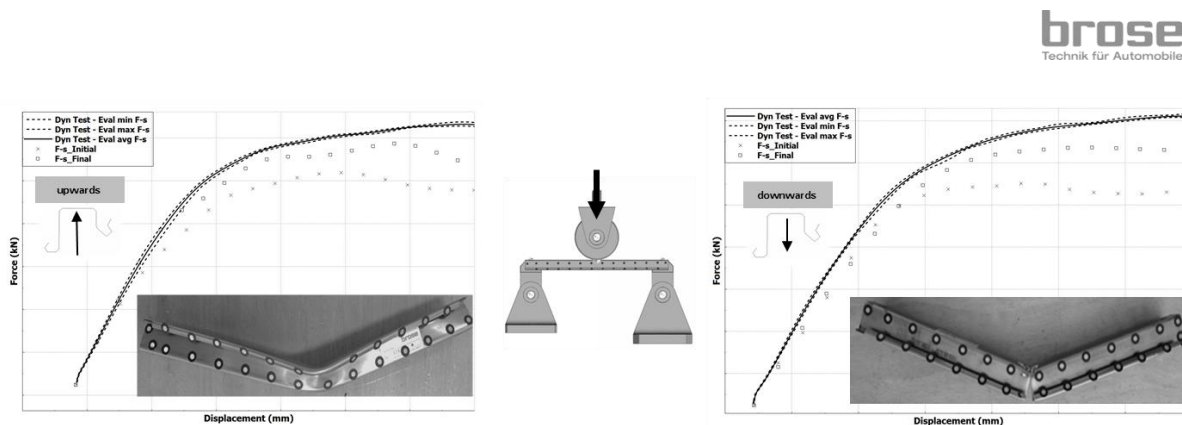 brose
Technik für Automobile
Dyn Test - Eval min F-s
Dyn Test - Eval max F-s
Dyn Test - Eval avg F-s
F-s_Initial
F-s_Final
upwards
Force (kN)
Displacement (mm)
brose
Dyn Test - Eval avg F-s
Dyn Test - Eval min F-s
Dyn Test - Eval max F-s
F-s_Initial
F-s_Final
downwards
Force (kN)
Displacement (mm)